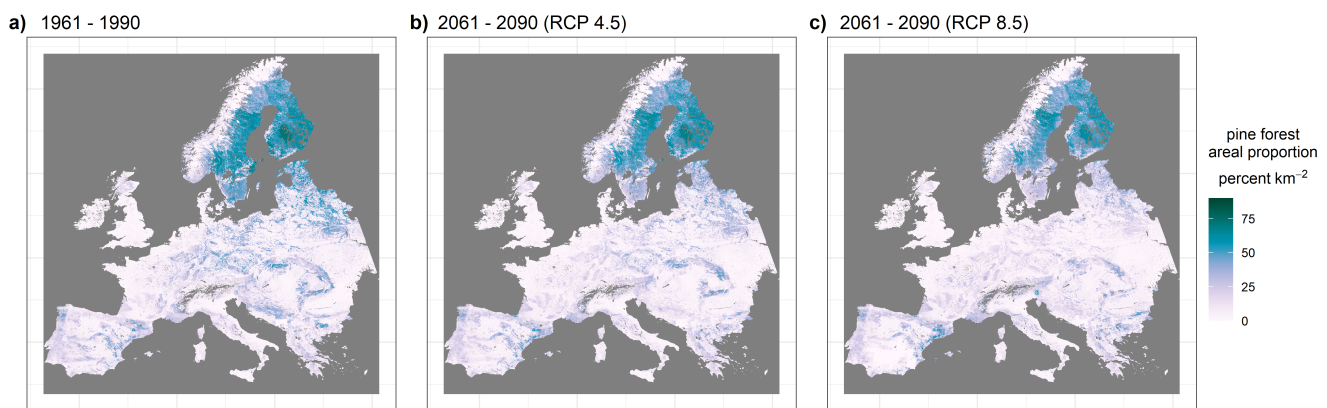 a) 1961 - 1990
b) 2061 - 2090 (RCP 4.5)
c) 2061 - 2090 (RCP 8.5)
pine forest
areal proportion
percent km⁻²
75
50
25
0